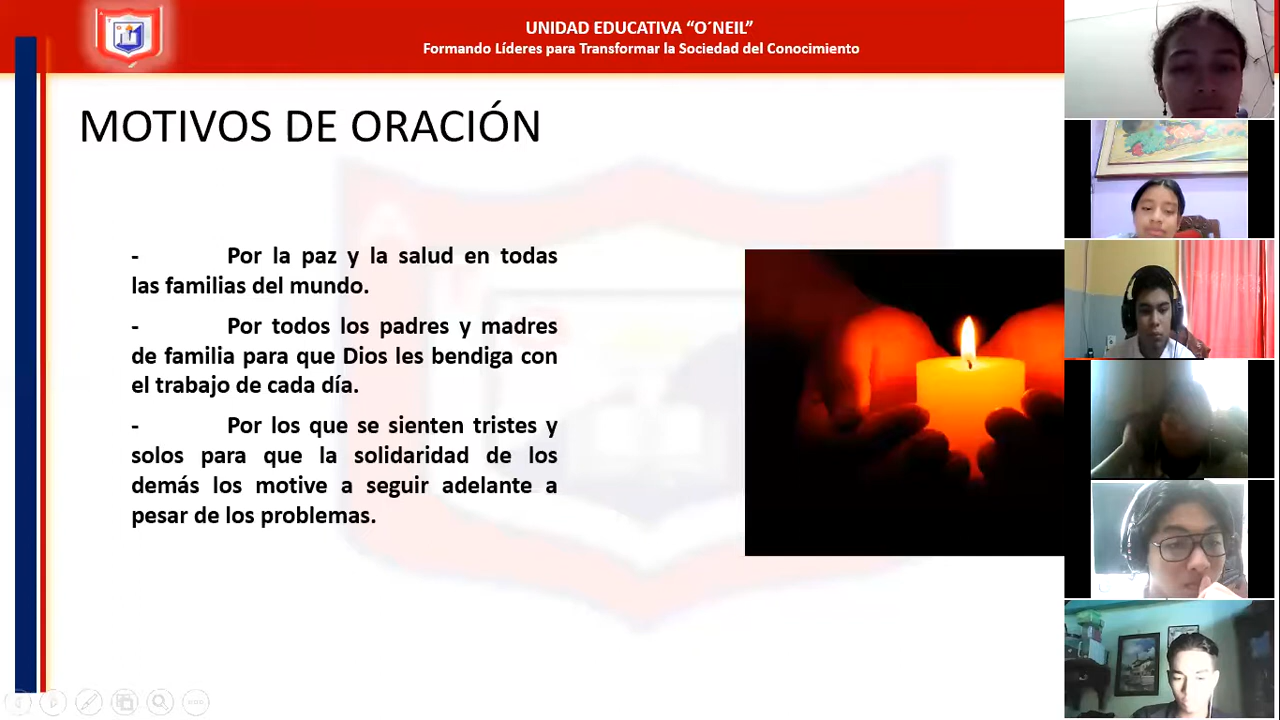 UNIDAD EDUCATIVA “O´NEIL”
Formando Líderes para Transformar la Sociedad del Conocimiento
MOTIVOS DE ORACIÓN
- Por la paz y la salud en todas
las familias del mundo.
- Por todos los padres y madres
de familia para que Dios les bendiga con
el trabajo de cada día.
- Por los que se sienten tristes y
solos para que la solidaridad de los
demás los motive a seguir adelante a
pesar de los problemas.